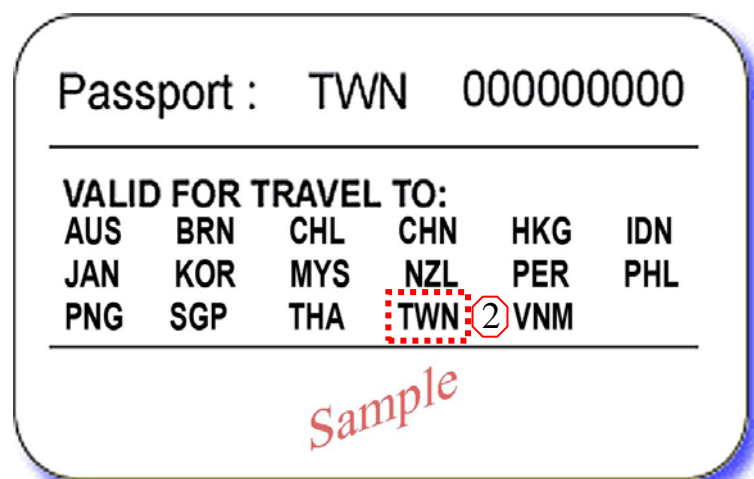 Passport : TWN 000000000
VALID FOR TRAVEL TO:
AUS BRN CHL CHN HKG IDN
JAN KOR MYS NZL PER PHL
PNG SGP THA TWN 2 VNM
Sample